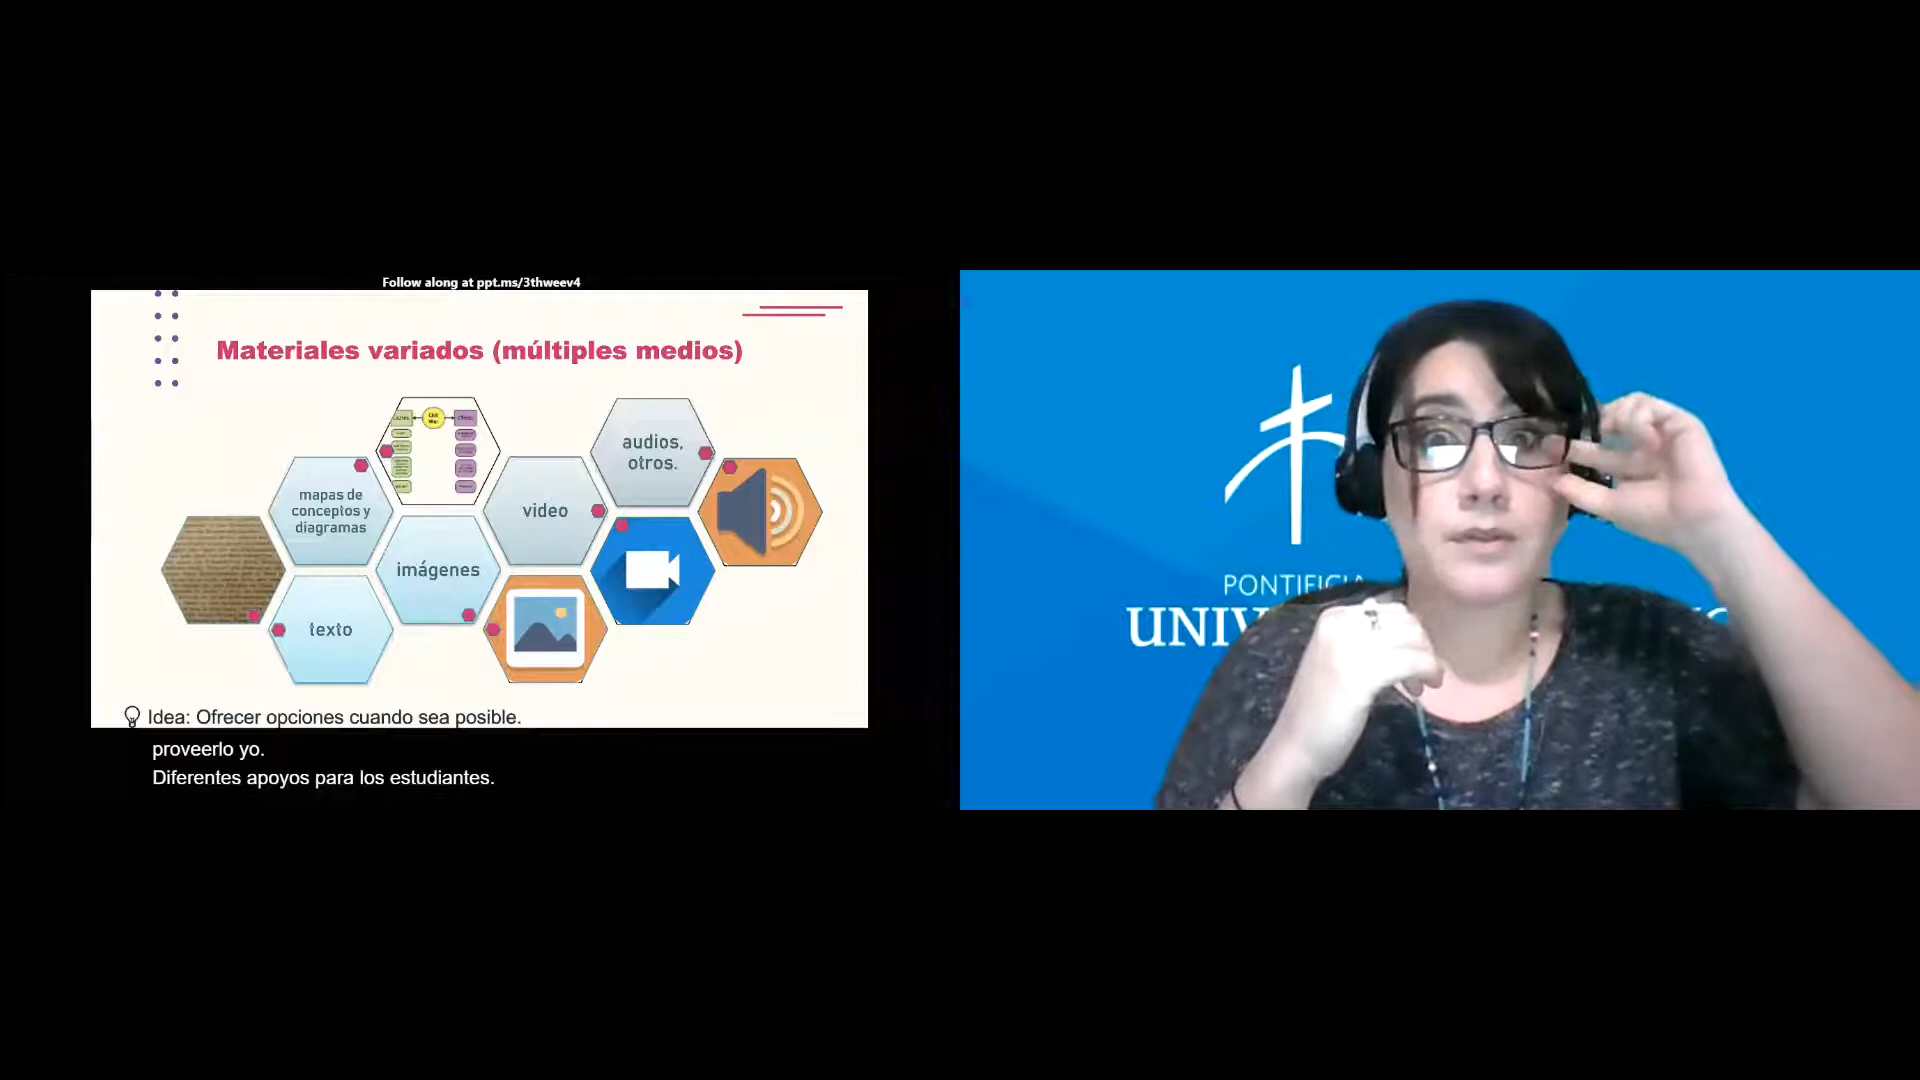 Follow along at ppt.ms/3thweev4
Materiales variados (múltiples medios)
audios,
otros.
mapas de
conceptos y
diagramas
video
imágenes
texto
Idea: Ofrecer opciones cuando sea posible.
proveerlo yo.
Diferentes apoyos para los estudiantes.
PONTIFICIA